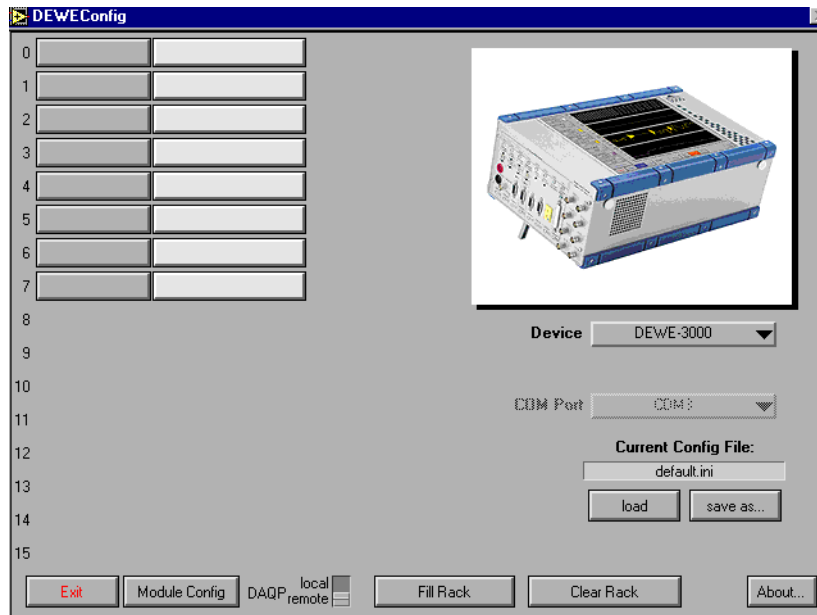 DEWEConfig
0
1
2
3
4
5
6
7
8
9
10
11
12
13
14
15
Device DEWE-3000
COM Port COM3
Current Config File:
default.ini
load save as...
Exit Module Config DAQP local remote Fill Rack Clear Rack About...